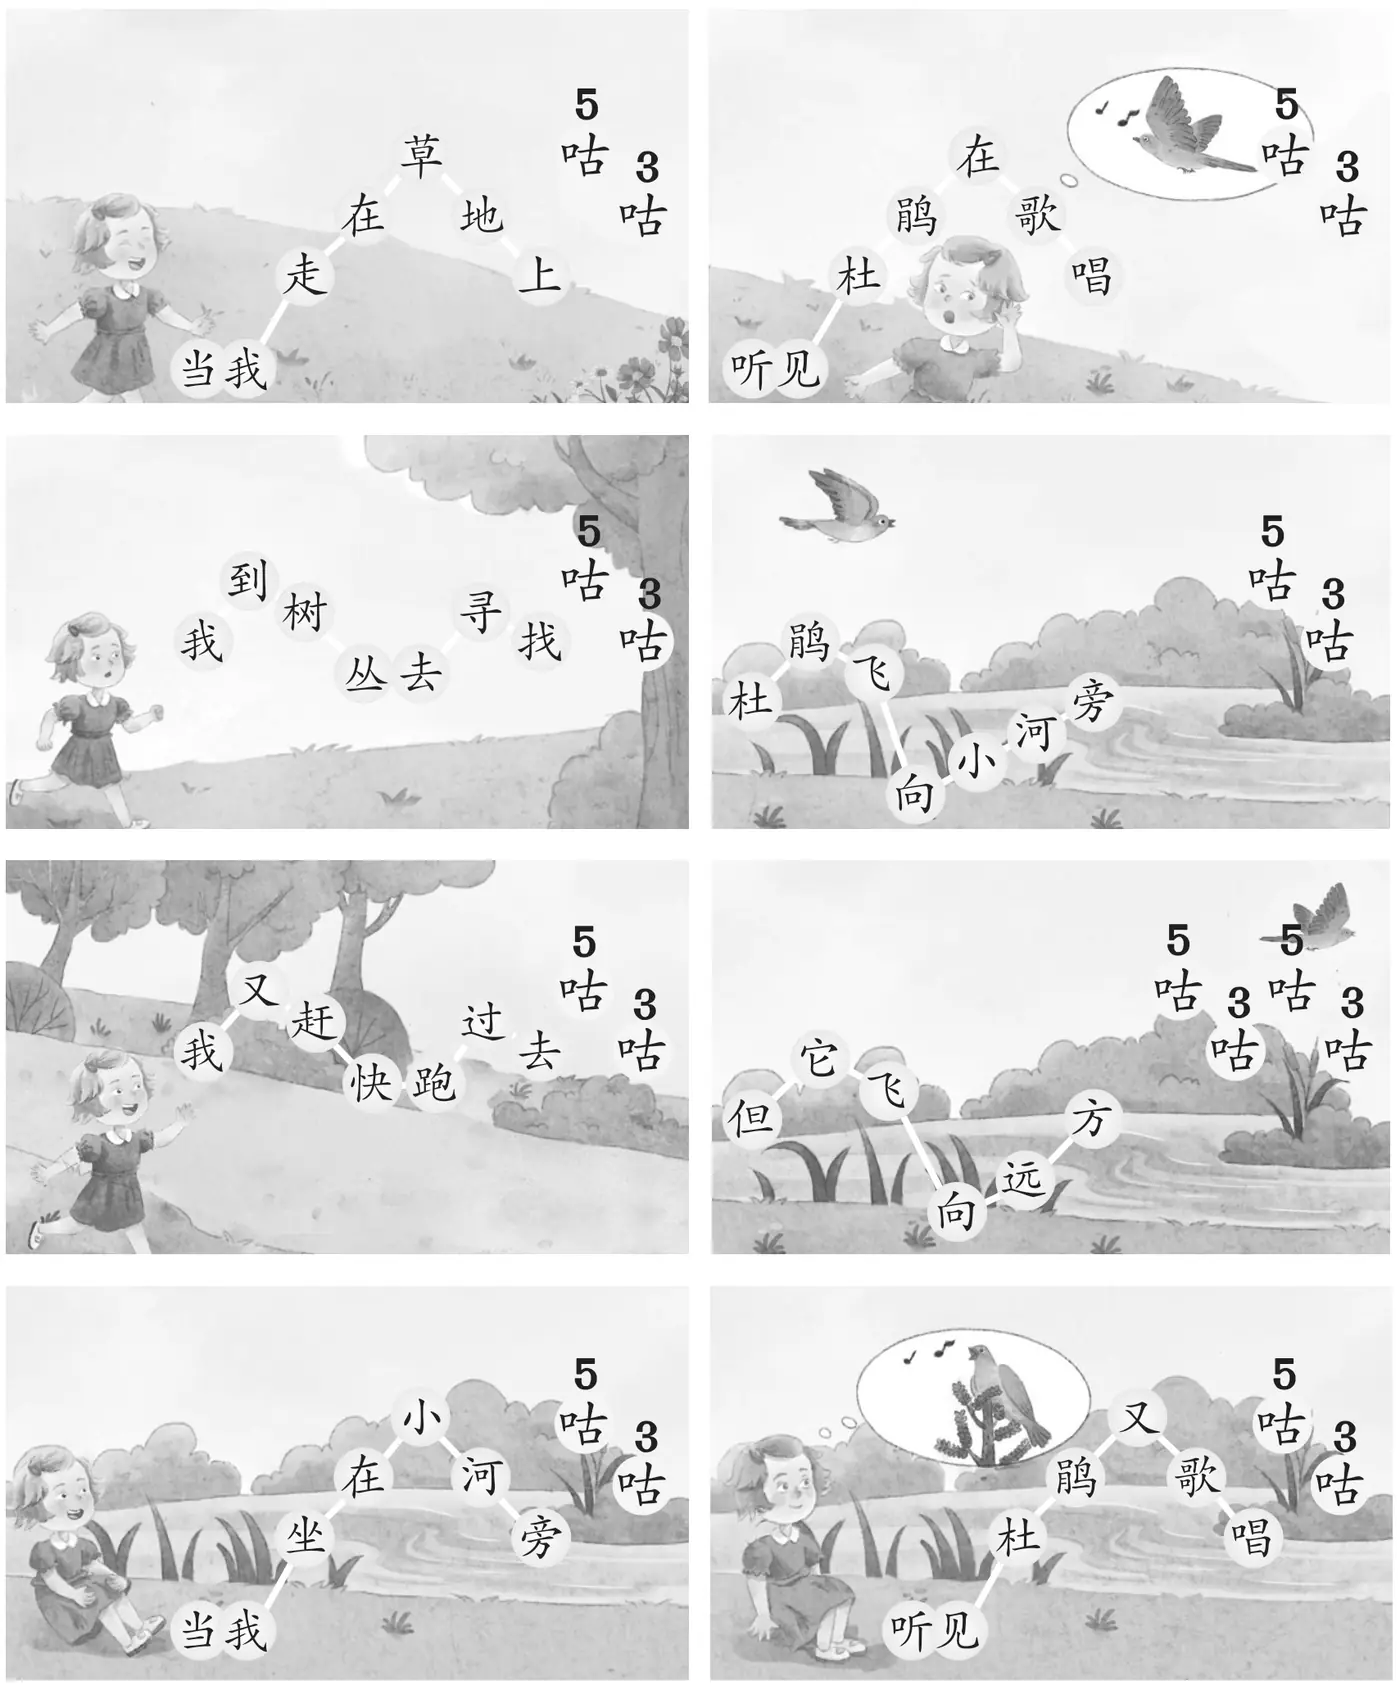 当我走在草地上 5咕 3咕
听见杜鹃在歌唱 5咕 3咕
我到树丛去寻找 5咕 3咕
杜鹃飞向小河旁 5咕 3咕
我又赶快跑过去 5咕 3咕
但它飞向远方 5咕 3咕 5咕 3咕
当我坐在小河旁 5咕 3咕
听见杜鹃又歌唱 5咕 3咕